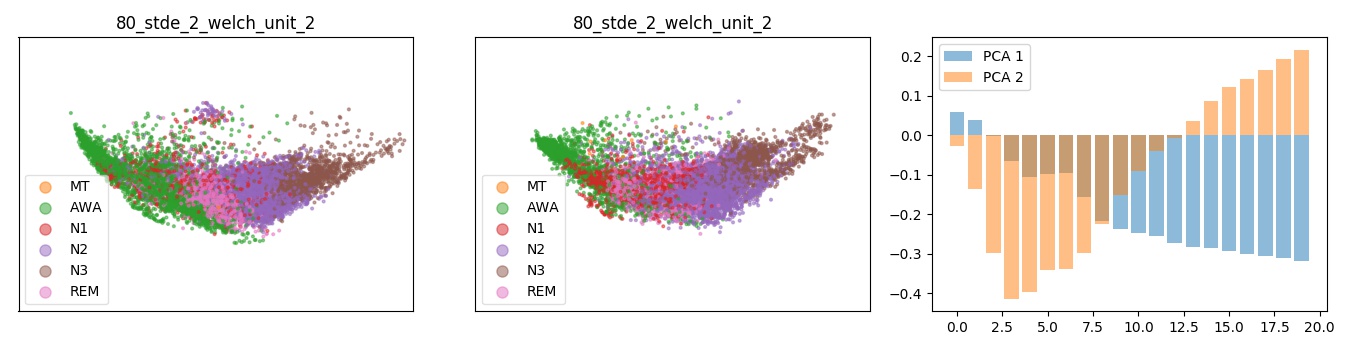 80_stde_2_welch_unit_2
MT
AWA
N1
N2
N3
REM
80_stde_2_welch_unit_2
MT
AWA
N1
N2
N3
REM
PCA 1
PCA 2
0.2
0.1
0.0
−0.1
−0.2
−0.3
−0.4
0.0 2.5 5.0 7.5 10.0 12.5 15.0 17.5 20.0